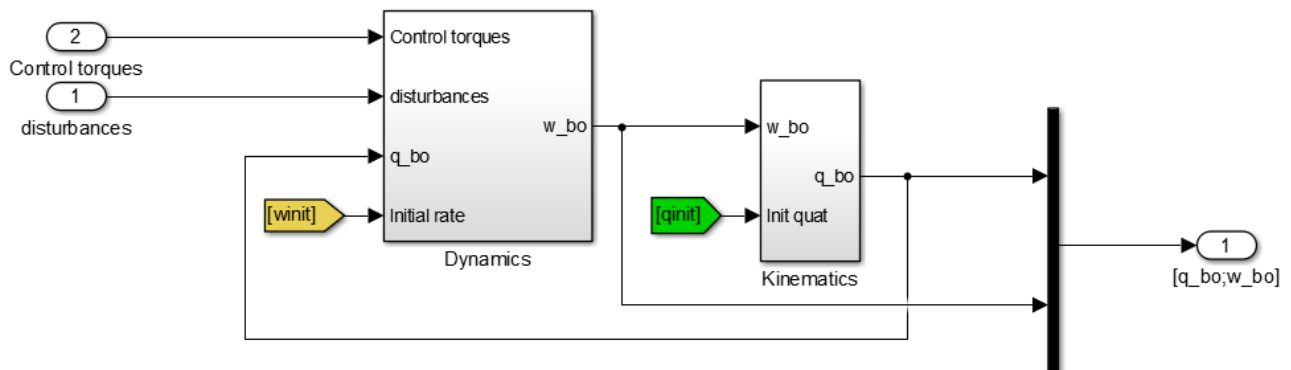 2
Control torques
1
disturbances
Control torques
disturbances
q_bo
Initial rate
w_bo
[winit]
Dynamics
w_bo
q_bo
Init quat
[qinit]
Kinematics
1
[q_bo;w_bo]